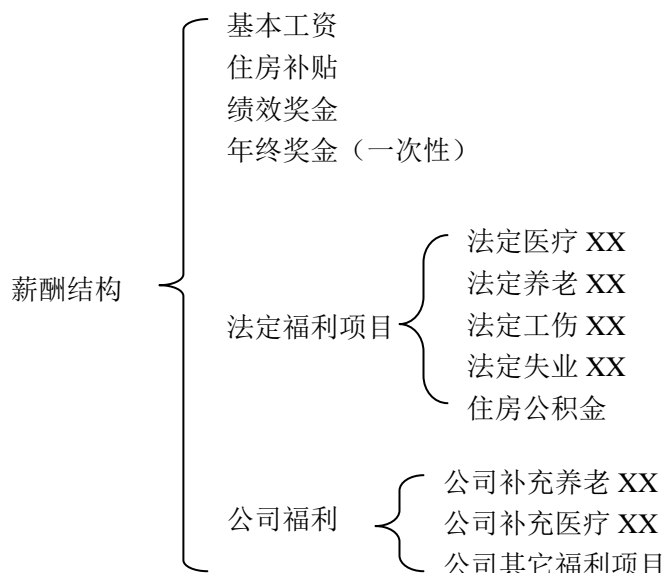 基本工资
住房补贴
绩效奖金
年终奖金（一次性）
薪酬结构
法定福利项目
法定医疗 XX
法定养老 XX
法定工伤 XX
法定失业 XX
住房公积金
公司福利
公司补充养老 XX
公司补充医疗 XX
公司其它福利项目